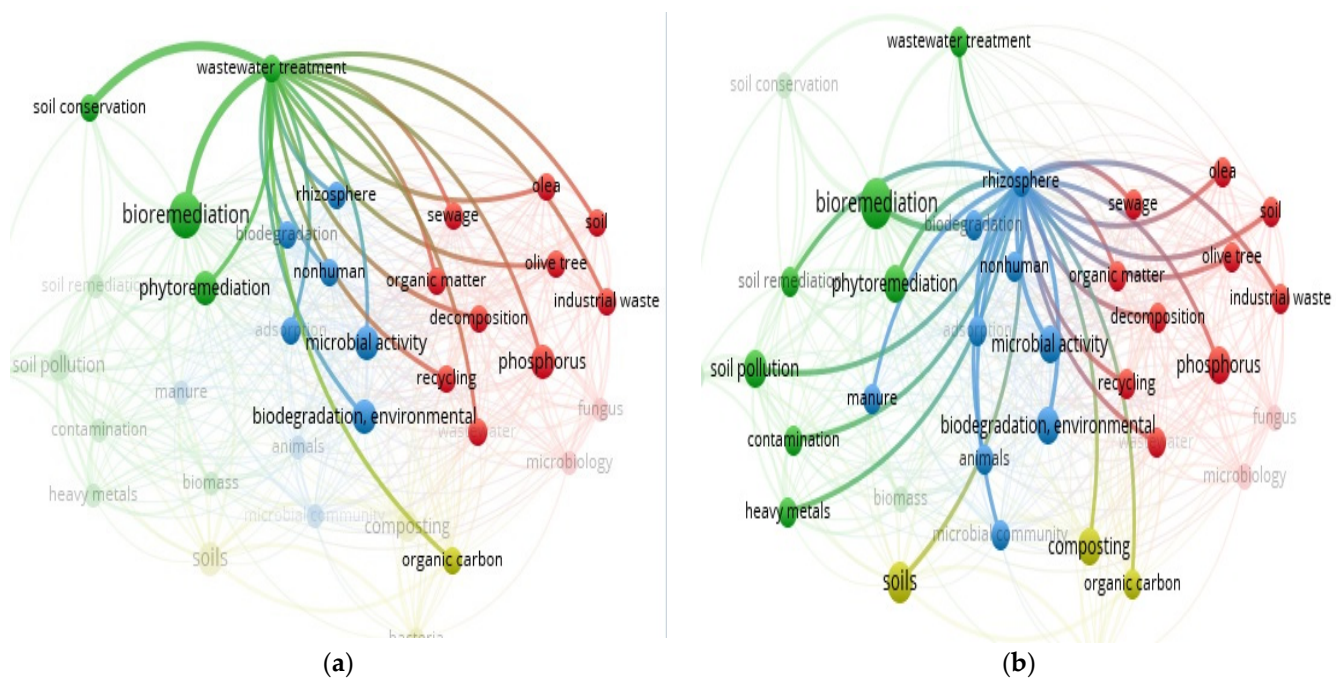 wastewater treatment
soil conservation
rhizosphere
olea
bioremediation
sewage
soil
biodegradation
olive tree
nonhuman
organic matter
soil remediation
phytoremediation
industrial waste
decomposition
adsorption
microbial activity
soil pollution
phosphorus
recycling
manure
fungus
biodegradation, environmental
contamination
wastewater
animals
microbiology
biomass
heavy metals
microbial community
composting
soils
organic carbon
bacteria
(a)
wastewater treatment
soil conservation
rhizosphere
olea
bioremediation
sewage
soil
biodegradation
olive tree
nonhuman
organic matter
soil remediation
phytoremediation
industrial waste
decomposition
adsorption
microbial activity
soil pollution
phosphorus
recycling
manure
fungus
biodegradation, environmental
contamination
wastewater
animals
microbiology
biomass
heavy metals
microbial community
composting
soils
organic carbon
(b)